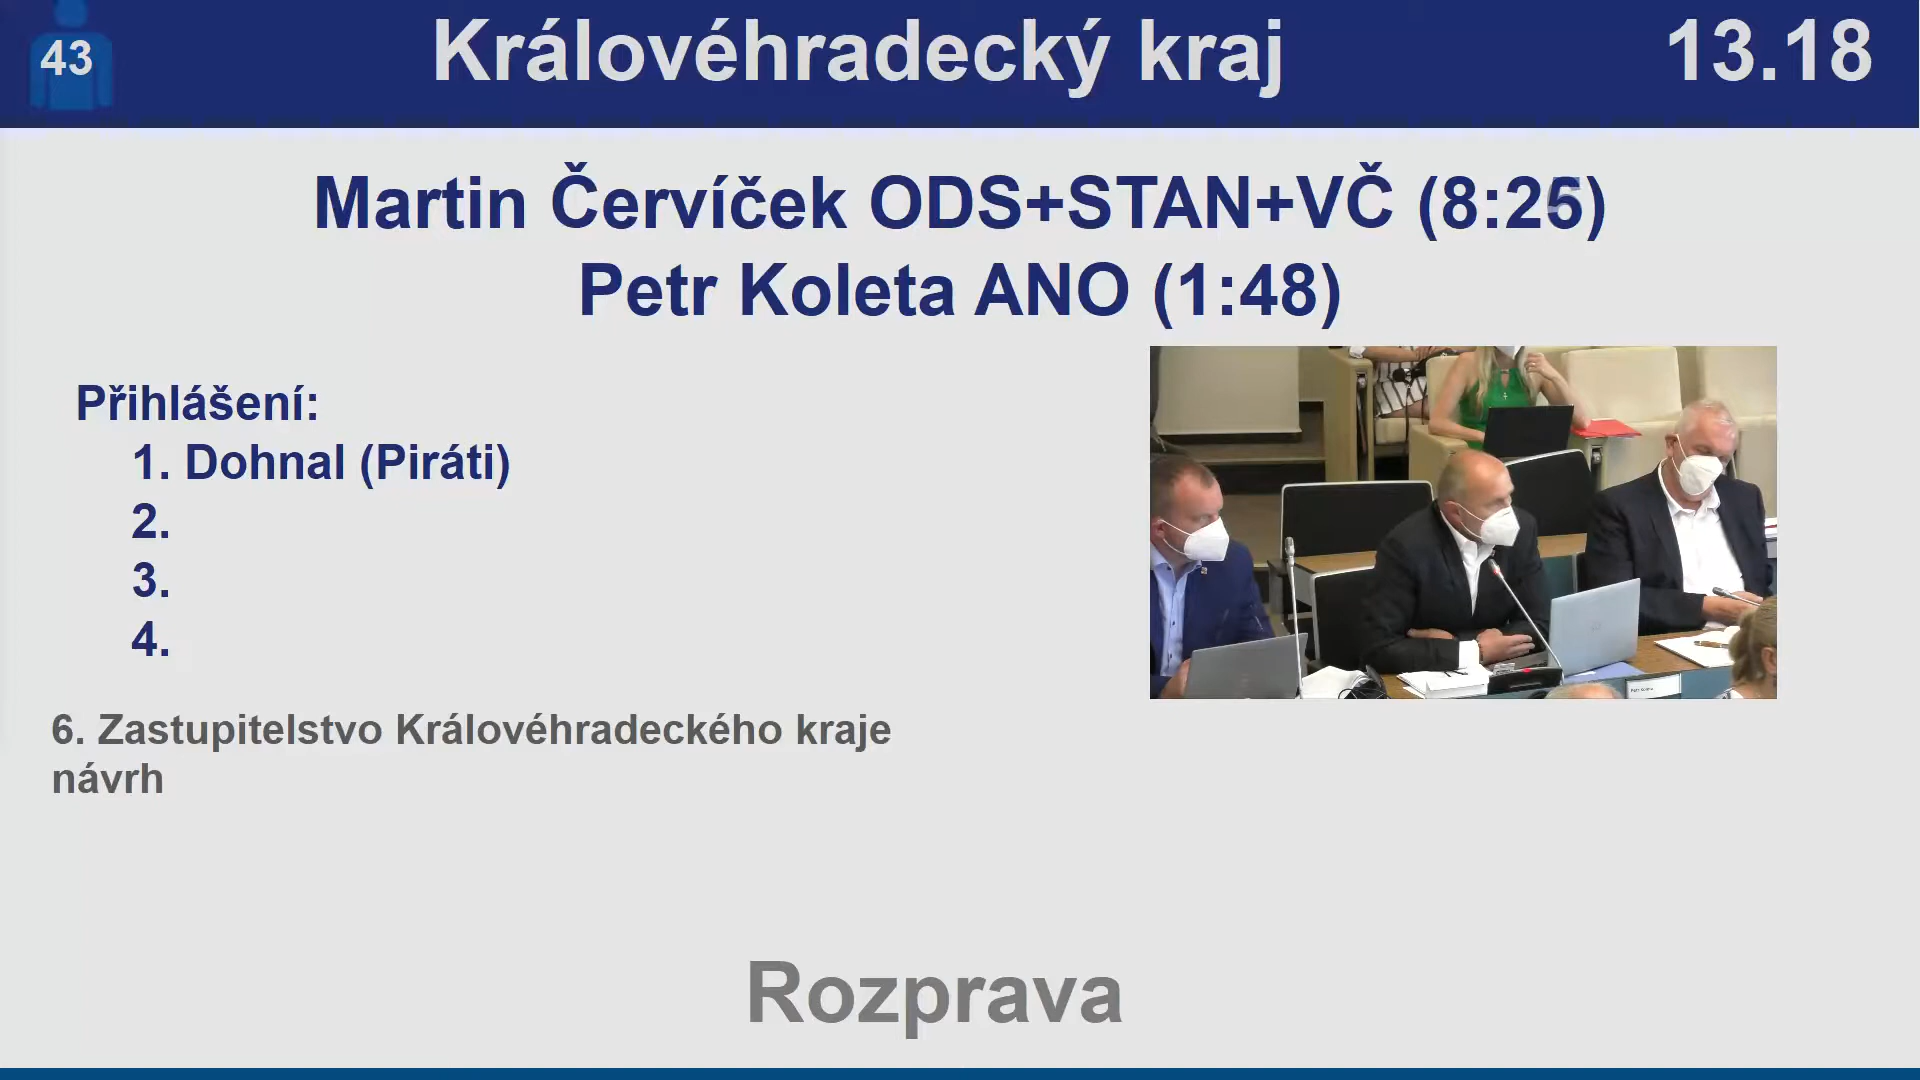 43
Královéhradecký kraj
13.18
Martin Červíček ODS+STAN+VČ (8:25)
Petr Koleta ANO (1:48)
Přihlášení:
1. Dohnal (Piráti)
2.
3.
4.
6. Zastupitelstvo Královéhradeckého kraje
návrh
Rozprava